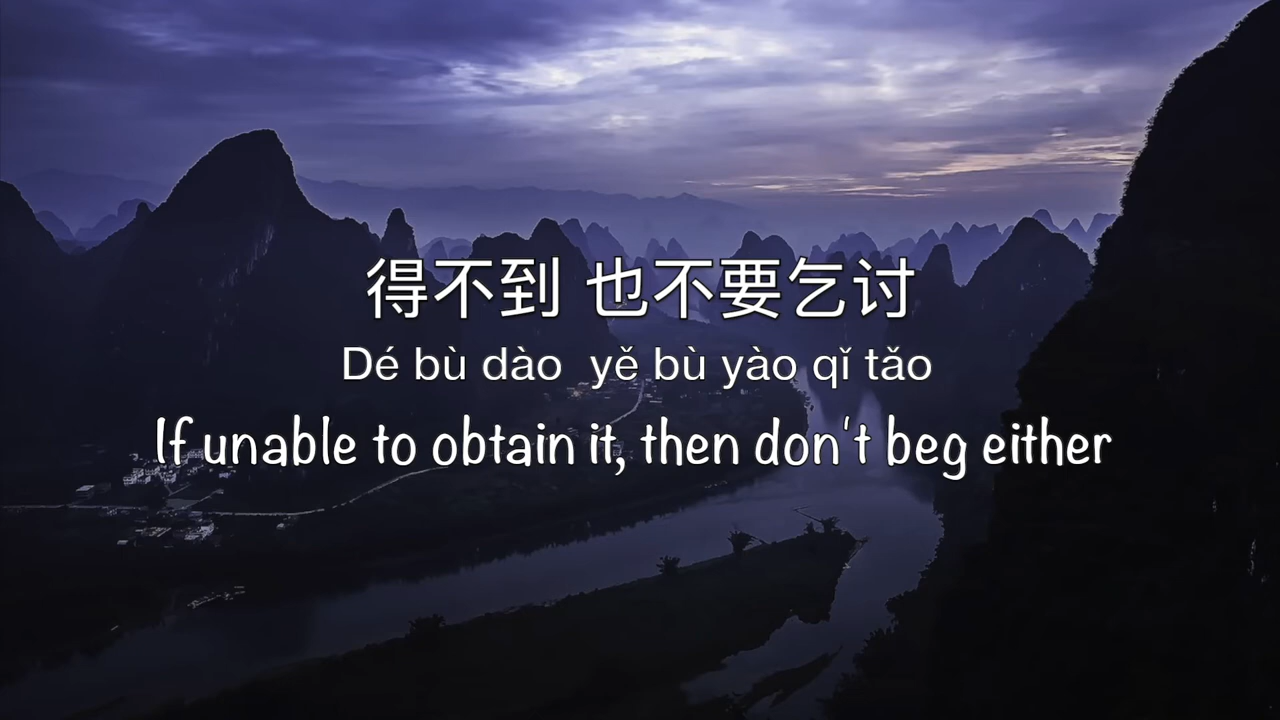 得不到 也不要乞讨
Dé bù dào  yě bù yào qǐ tǎo
If unable to obtain it, then don't beg either